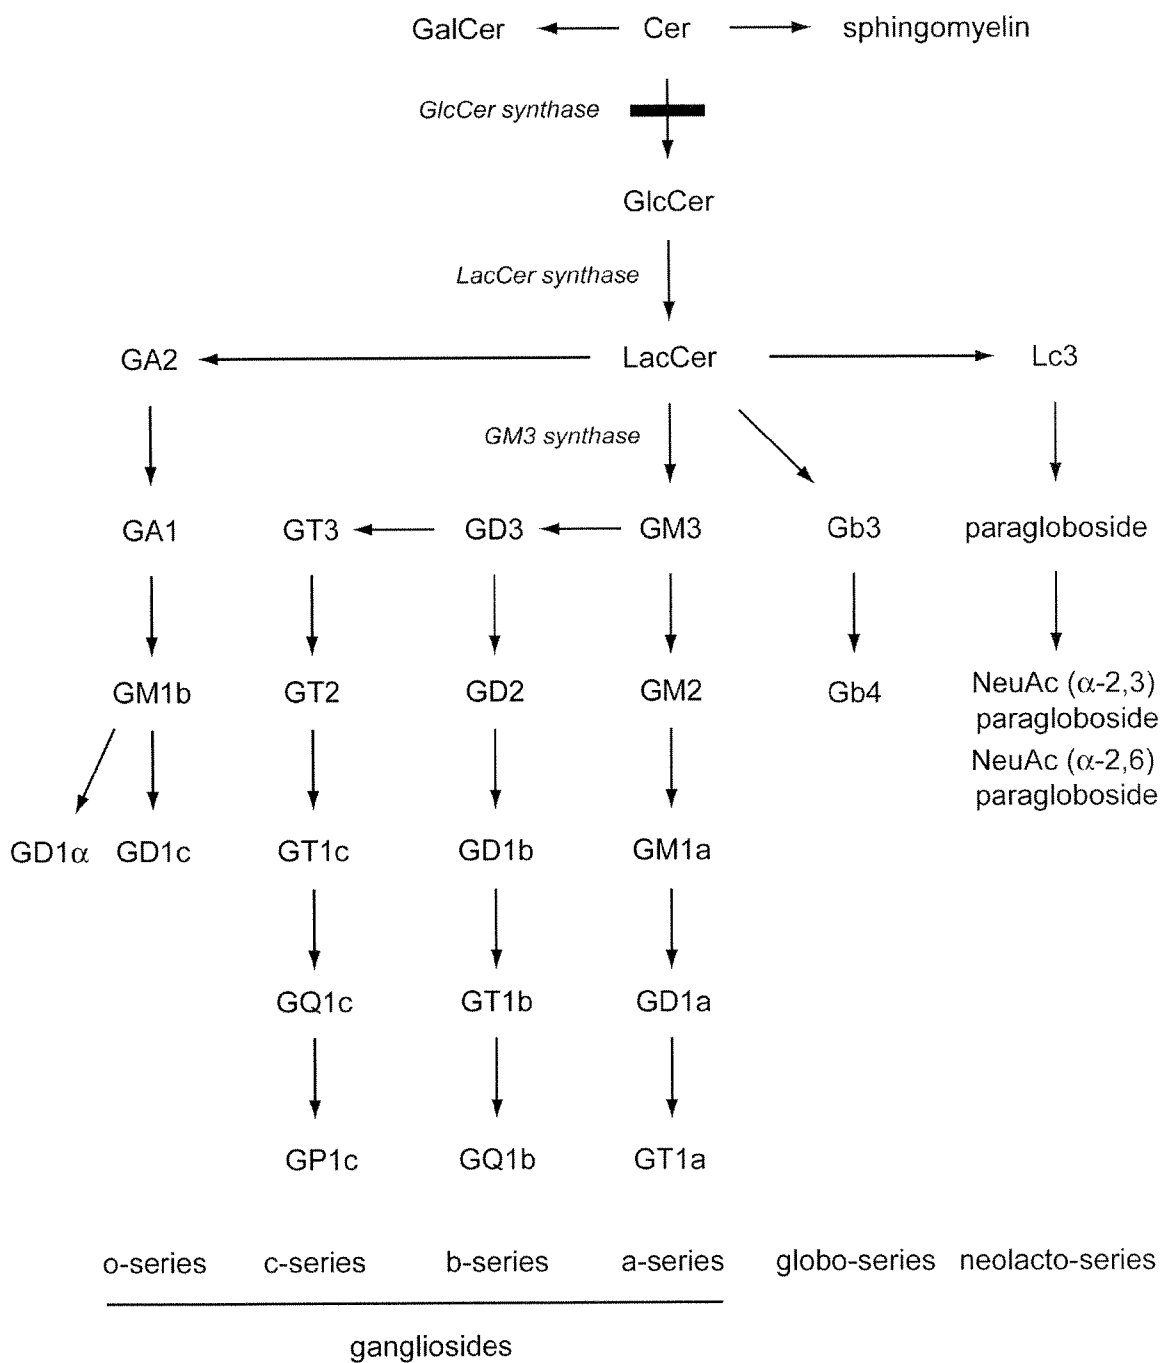 GalCer Cer sphingomyelin
GlcCer synthase
GlcCer
LacCer synthase
GA2 LacCer Lc3
GM3 synthase
GA1 GT3 GD3 GM3 Gb3 paragloboside
GM1b GT2 GD2 GM2 Gb4 NeuAc (α-2,3)
paragloboside
NeuAc (α-2,6)
paragloboside
GD1α GD1c GT1c GD1b GM1a
GQ1c GT1b GD1a
GP1c GQ1b GT1a
o-series c-series b-series a-series globo-series neolacto-series
gangliosides